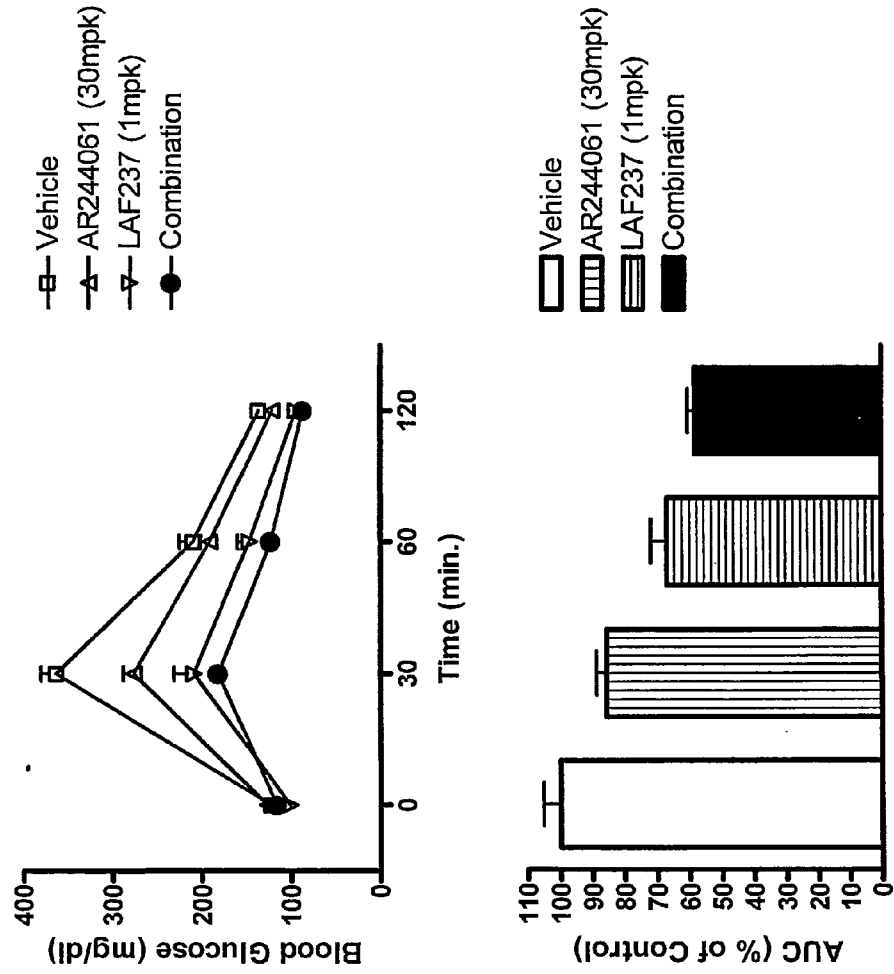 Blood Glucose (mg/dl)
400
300
200
100
0
0
30
60
120
Time (min.)
Vehicle
AR244061 (30mpk)
LAF237 (1mpk)
Combination
AUC (% of Control)
110
100
90
80
70
60
50
40
30
20
10
0
Vehicle
AR244061 (30mpk)
LAF237 (1mpk)
Combination